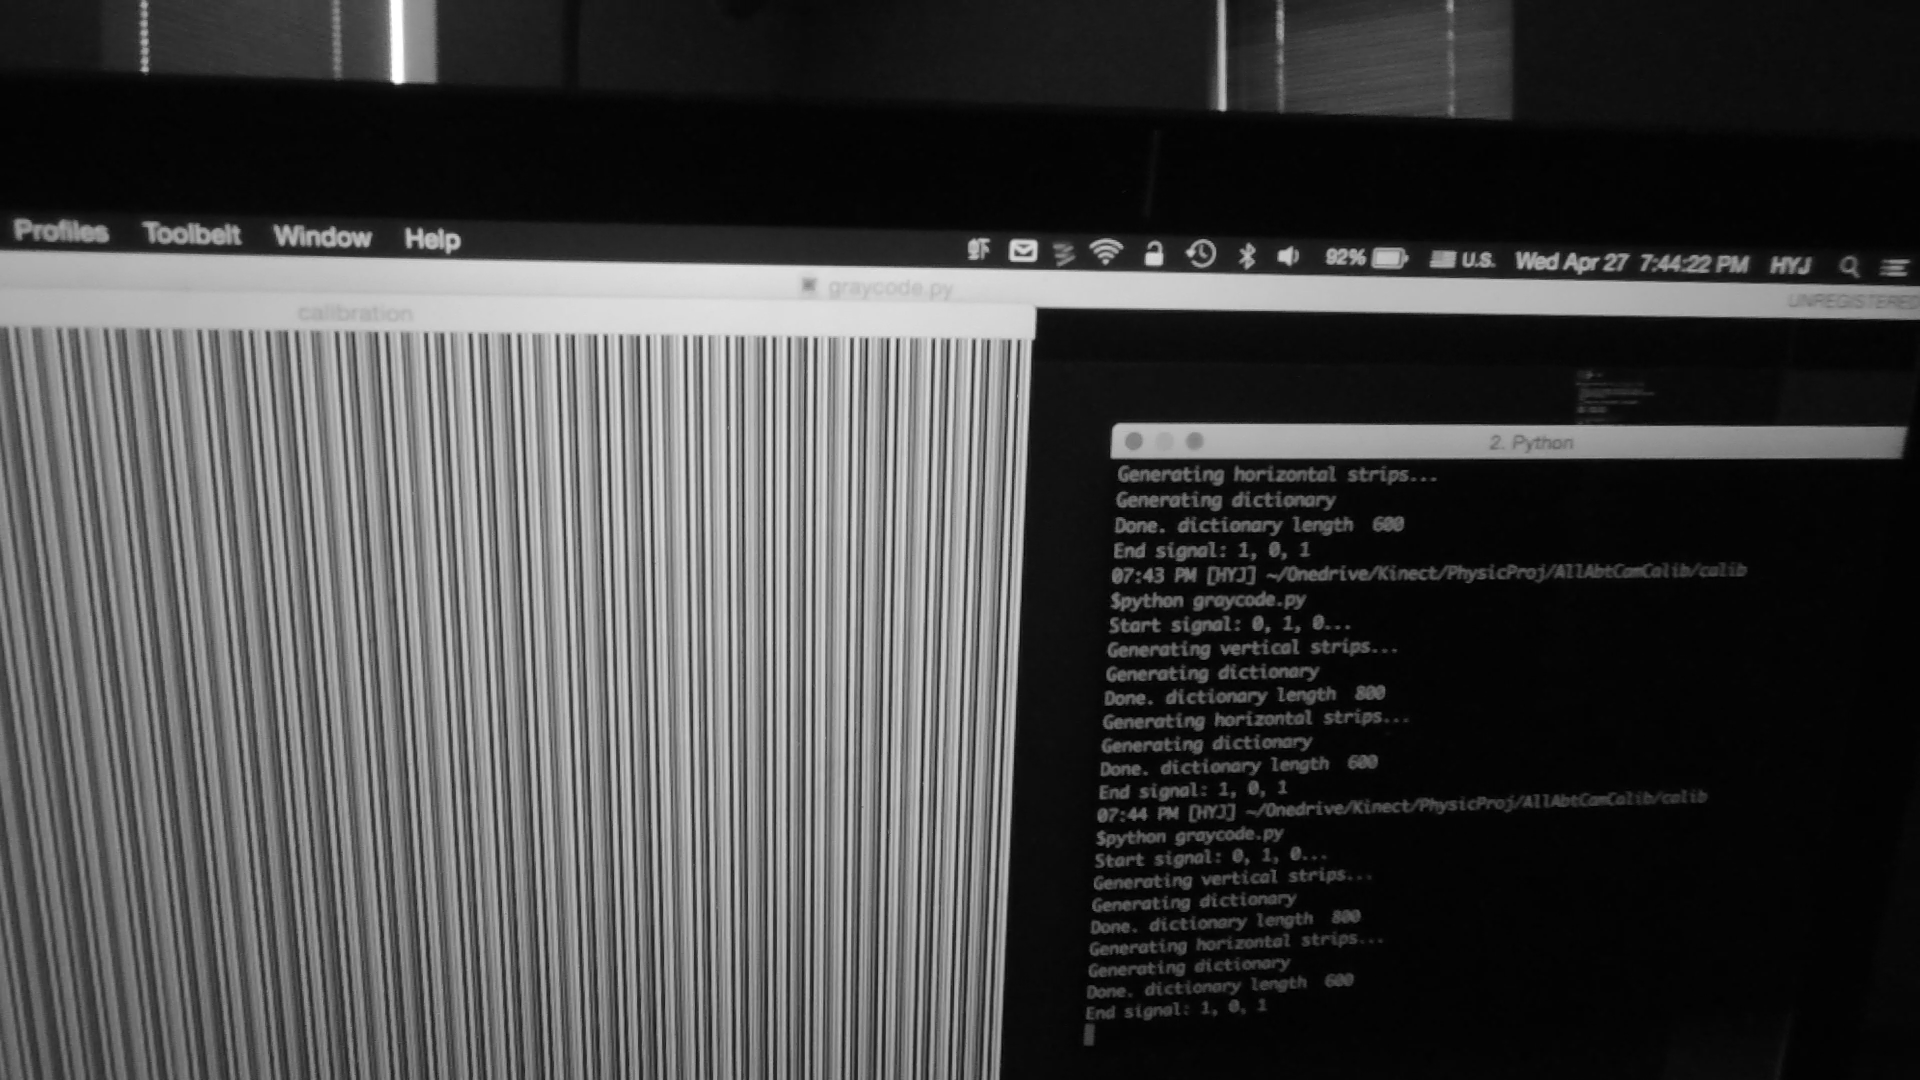 Profiles Toolbelt Window Help 虾 92% U.S. Wed Apr 27 7:44:22 PM HYJ
graycode.py
UNREGISTERED
calibration
2. Python
Generating horizontal strips...
Generating dictionary
Done. dictionary length 600
End signal: 1, 0, 1
07:43 PM [HYJ] ~/Onedrive/Kinect/PhysicProj/AllAbtCamCalib/calib
$python graycode.py
Start signal: 0, 1, 0...
Generating vertical strips...
Generating dictionary
Done. dictionary length 800
Generating horizontal strips...
Generating dictionary
Done. dictionary length 600
End signal: 1, 0, 1
07:44 PM [HYJ] ~/Onedrive/Kinect/PhysicProj/AllAbtCamCalib/calib
$python graycode.py
Start signal: 0, 1, 0...
Generating vertical strips...
Generating dictionary
Done. dictionary length 800
Generating horizontal strips...
Generating dictionary
Done. dictionary length 600
End signal: 1, 0, 1